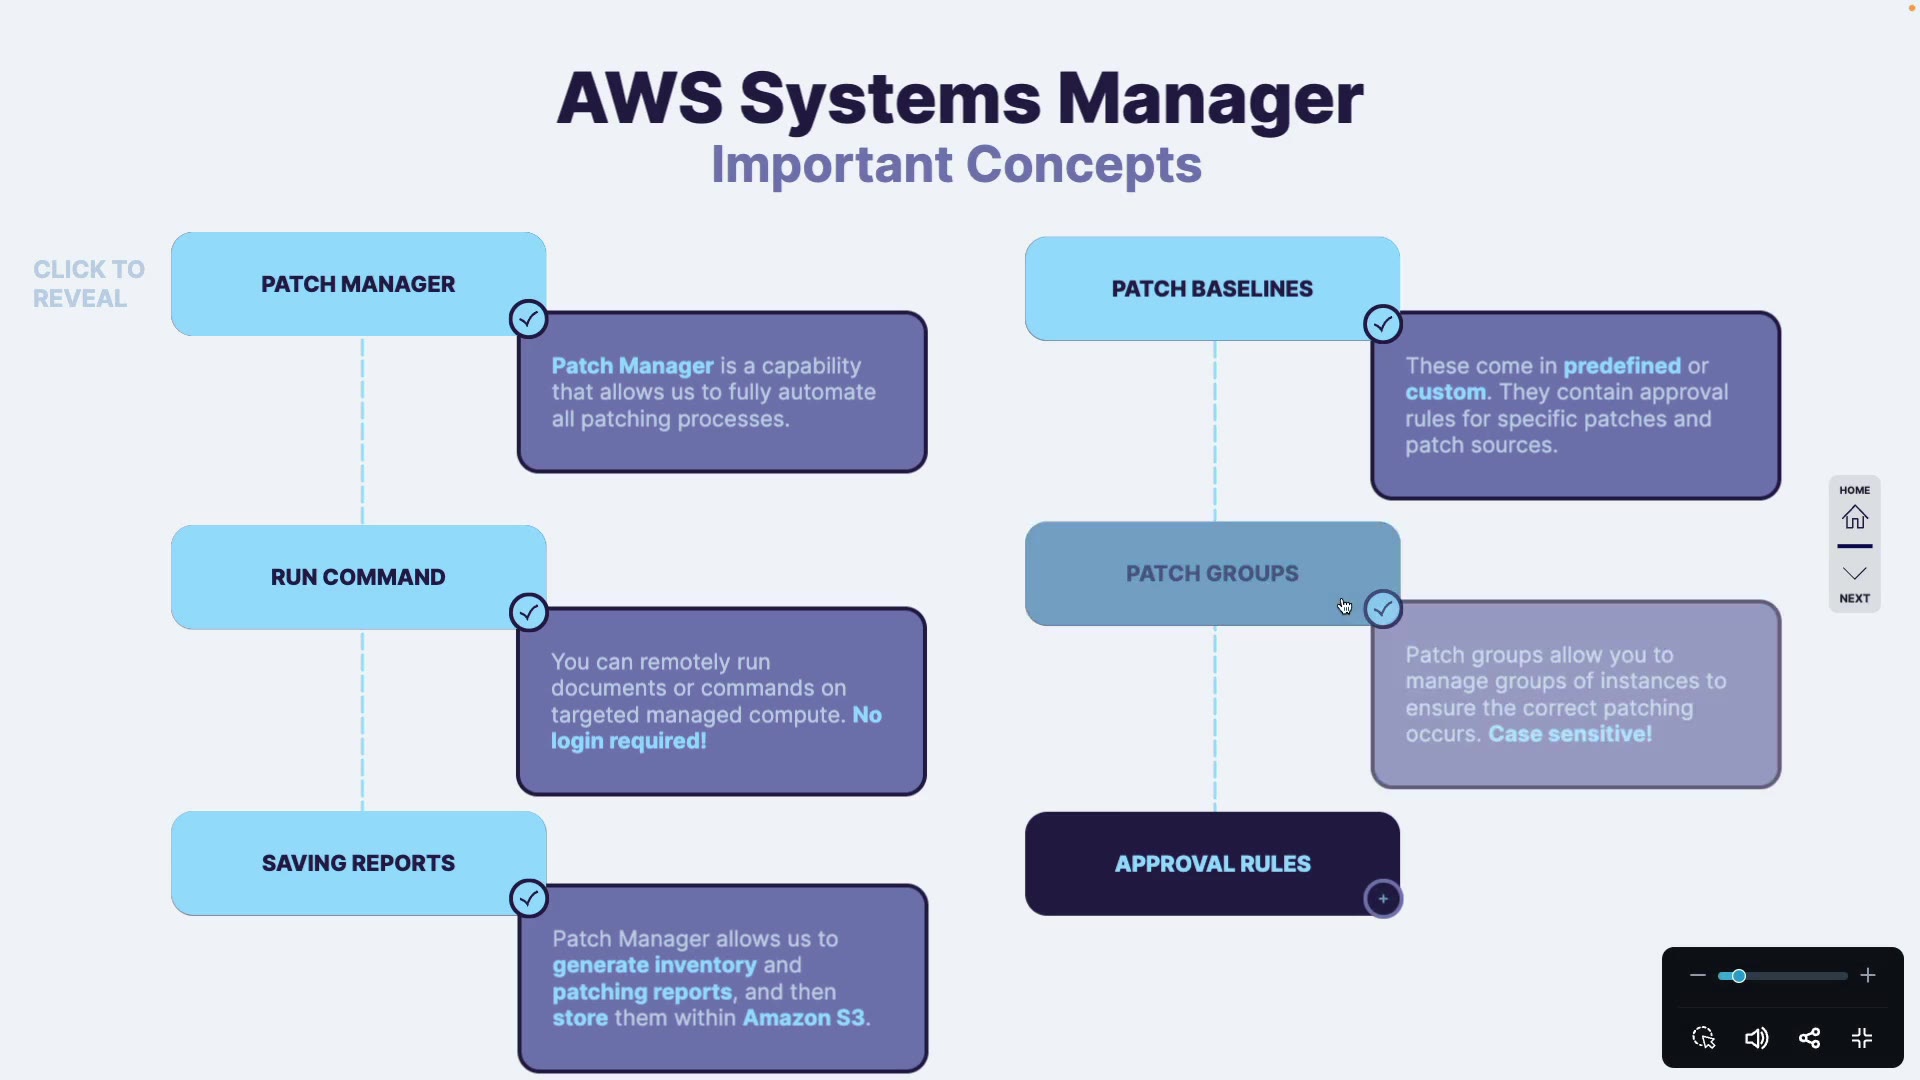 AWS Systems Manager
Important Concepts
CLICK TO
REVEAL
PATCH MANAGER
Patch Manager is a capability
that allows us to fully automate
all patching processes.
RUN COMMAND
You can remotely run
documents or commands on
targeted managed compute. No
login required!
SAVING REPORTS
Patch Manager allows us to
generate inventory and
patching reports, and then
store them within Amazon S3.
PATCH BASELINES
These come in predefined or
custom. They contain approval
rules for specific patches and
patch sources.
PATCH GROUPS
Patch groups allow you to
manage groups of instances to
ensure the correct patching
occurs. Case sensitive!
APPROVAL RULES
HOME
NEXT